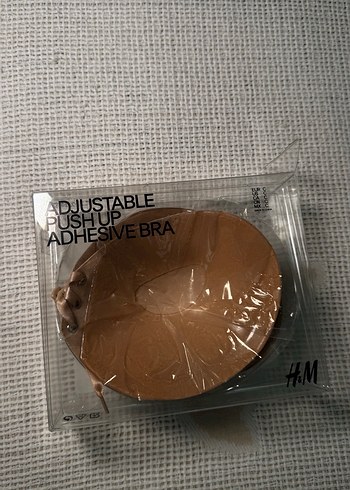 ADJUSTABLE
PUSH UP
ADHESIVE BRA
H&M